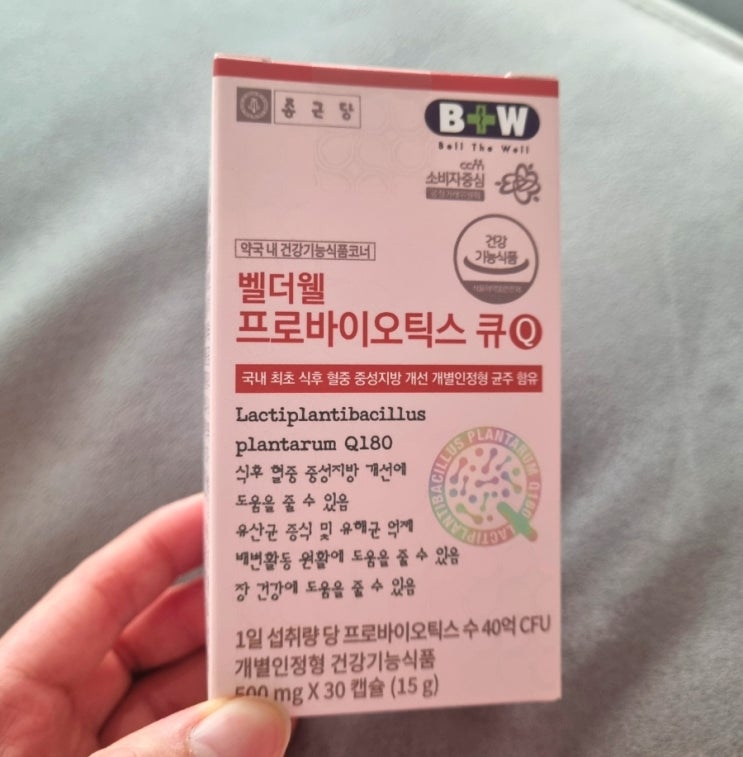 종근당
B+W
Bell The Well
ccm
소비자중심
건강
기능식품
약국 내 건강기능식품코너
벨더웰
프로바이오틱스 큐Q
국내 최초 식후 혈중 중성지방 개선 개별인정형 균주 함유
Lactiplantibacillus
plantarum Q180
식후 혈중 중성지방 개선에
도움을 줄 수 있음
유산균 증식 및 유해균 억제
배변활동 원활에 도움을 줄 수 있음
장 건강에 도움을 줄 수 있음
LACTIPLANTIBACILLUS PLANTARUM Q180
1일 섭취량 당 프로바이오틱스 수 40억 CFU
개별인정형 건강기능식품
500 mg X 30 캡슐 (15 g)